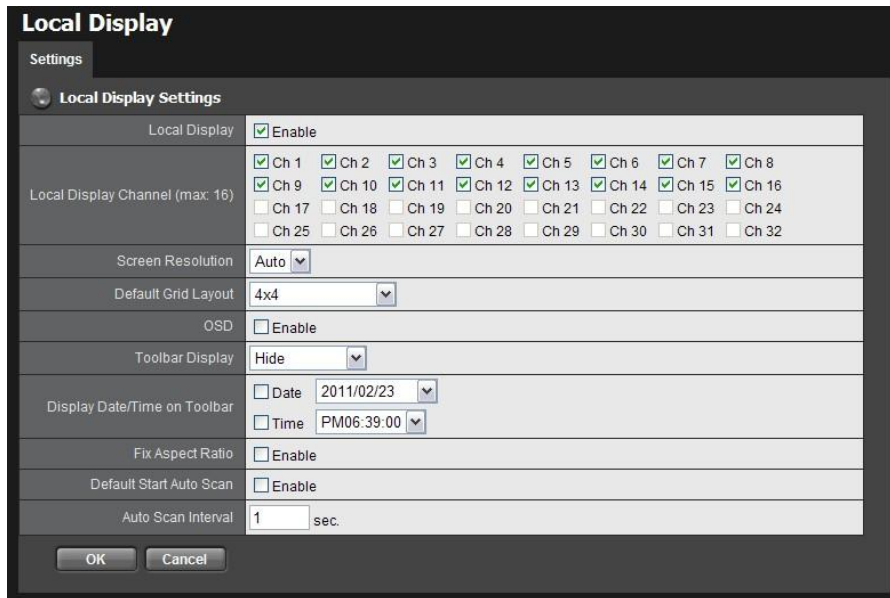 Local Display
Settings
Local Display Settings
Local Display Enable
Local Display Channel (max: 16)
Ch 1 Ch 2 Ch 3 Ch 4 Ch 5 Ch 6 Ch 7 Ch 8
Ch 9 Ch 10 Ch 11 Ch 12 Ch 13 Ch 14 Ch 15 Ch 16
Ch 17 Ch 18 Ch 19 Ch 20 Ch 21 Ch 22 Ch 23 Ch 24
Ch 25 Ch 26 Ch 27 Ch 28 Ch 29 Ch 30 Ch 31 Ch 32
Screen Resolution Auto
Default Grid Layout 4x4
OSD Enable
Toolbar Display Hide
Display Date/Time on Toolbar
Date 2011/02/23
Time PM06:39:00
Fix Aspect Ratio Enable
Default Start Auto Scan Enable
Auto Scan Interval 1 sec.
OK Cancel